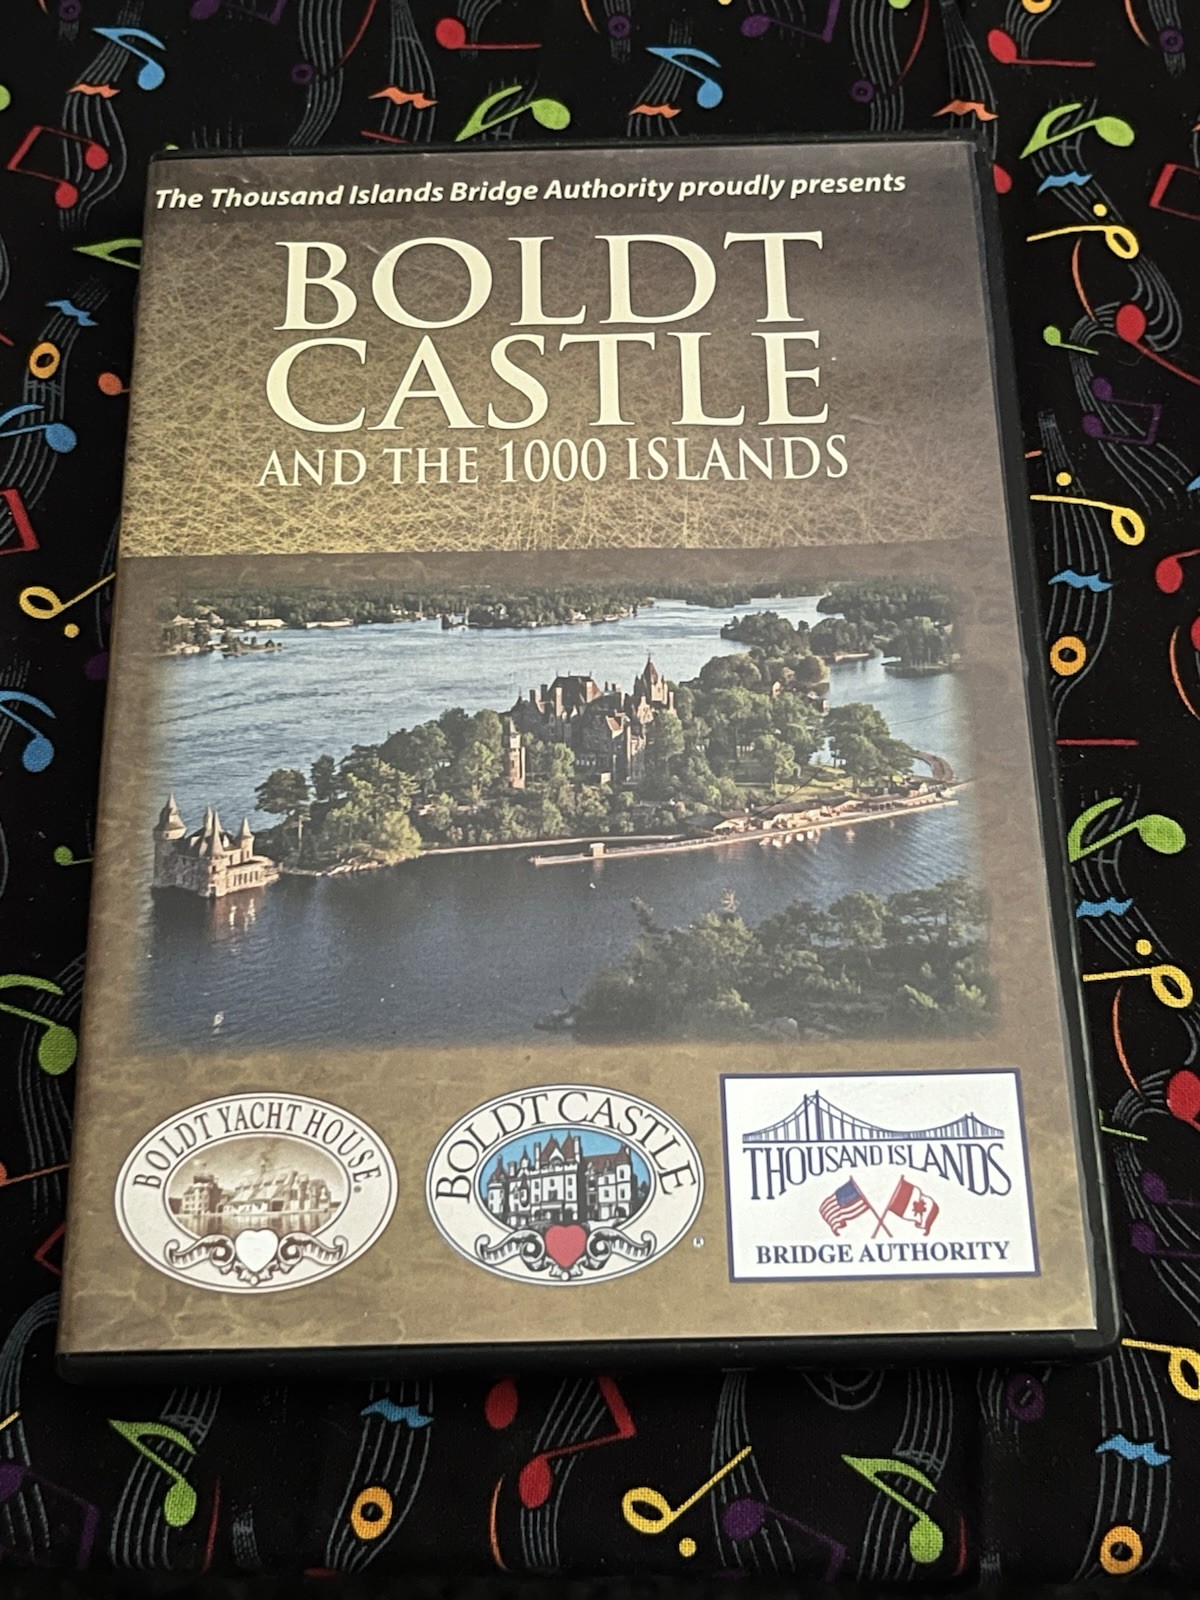 The Thousand Islands Bridge Authority proudly presents
BOLDT
CASTLE
AND THE 1000 ISLANDS
BOLDT YACHT HOUSE®
BOLDT CASTLE
®
THOUSAND ISLANDS
BRIDGE AUTHORITY